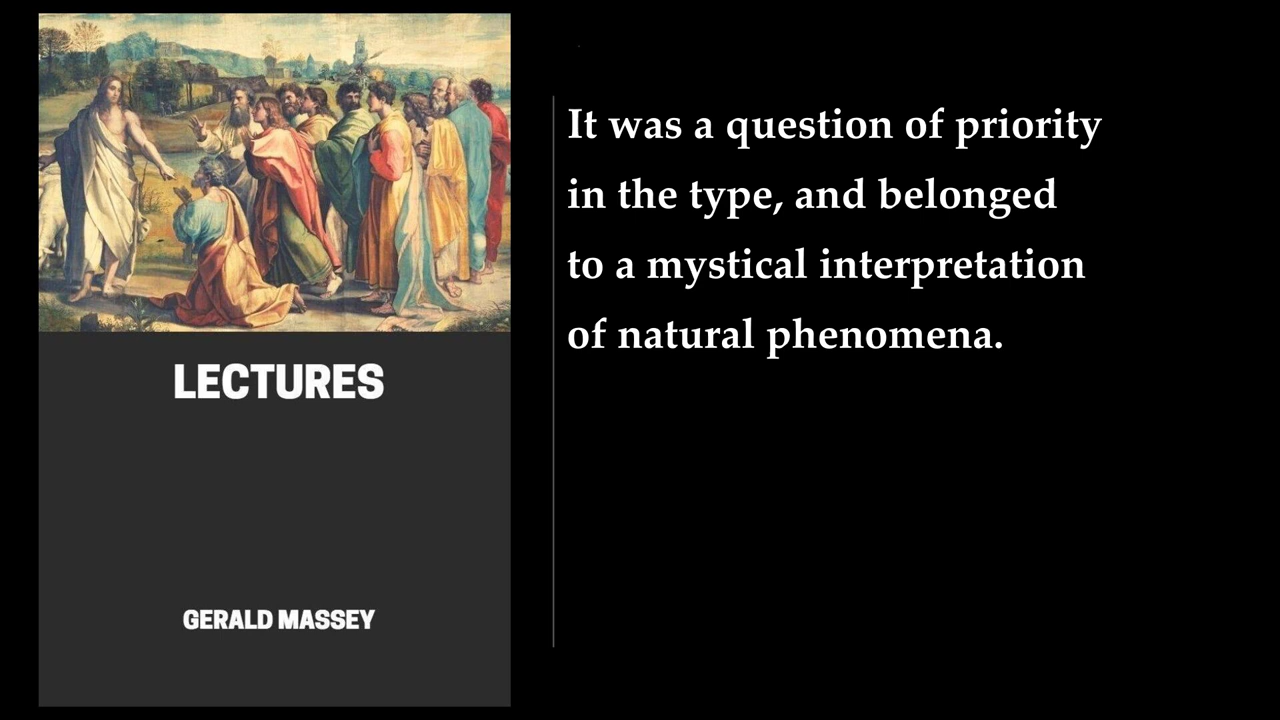 LECTURES
GERALD MASSEY
It was a question of priority
in the type, and belonged
to a mystical interpretation
of natural phenomena.